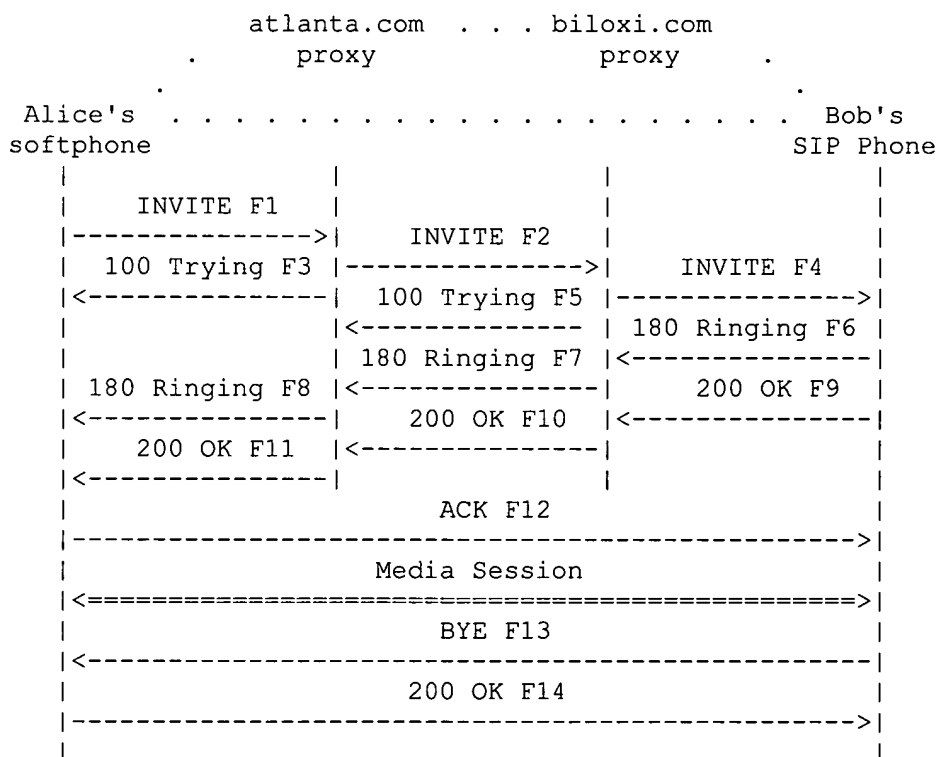 atlanta.com . . . biloxi.com
. proxy proxy .
. .
Alice's . . . . . . . . . . . . . . . . . . . . Bob's
softphone SIP Phone
| | | |
| INVITE F1 | | |
|--------------->| INVITE F2 | |
| 100 Trying F3 |--------------->| INVITE F4 |
|<---------------| 100 Trying F5 |--------------->|
| |<-------------- | 180 Ringing F6 |
| | 180 Ringing F7 |<---------------|
| 180 Ringing F8 |<---------------| 200 OK F9 |
|<---------------| 200 OK F10 |<---------------|
| 200 OK F11 |<---------------| |
|<---------------| | |
| ACK F12 |
|------------------------------------------------->|
| Media Session |
|<================================================>|
| BYE F13 |
|<-------------------------------------------------|
| 200 OK F14 |
|------------------------------------------------->|
| |